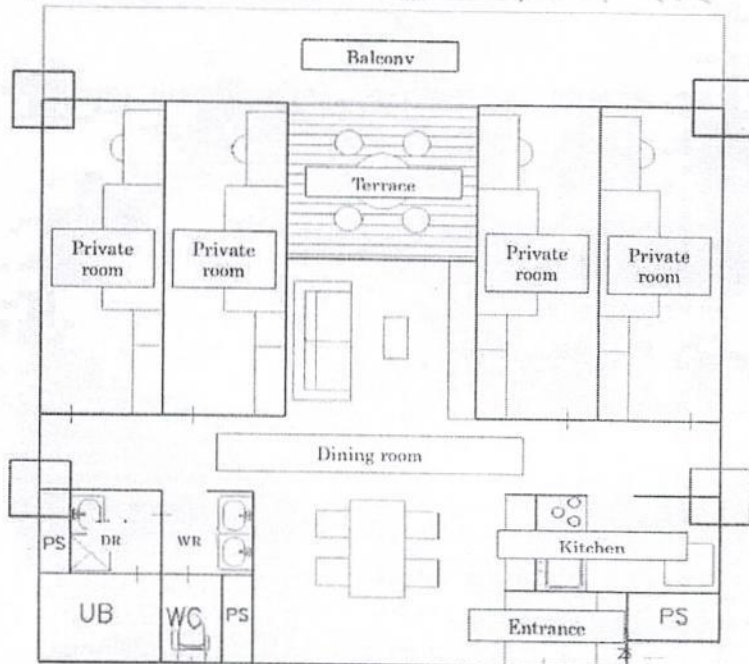 Balcony
Terrace
Private
room
Private
room
Private
room
Private
room
Dining room
PS
DR
WR
Kitchen
UB
WC
PS
Entrance
PS